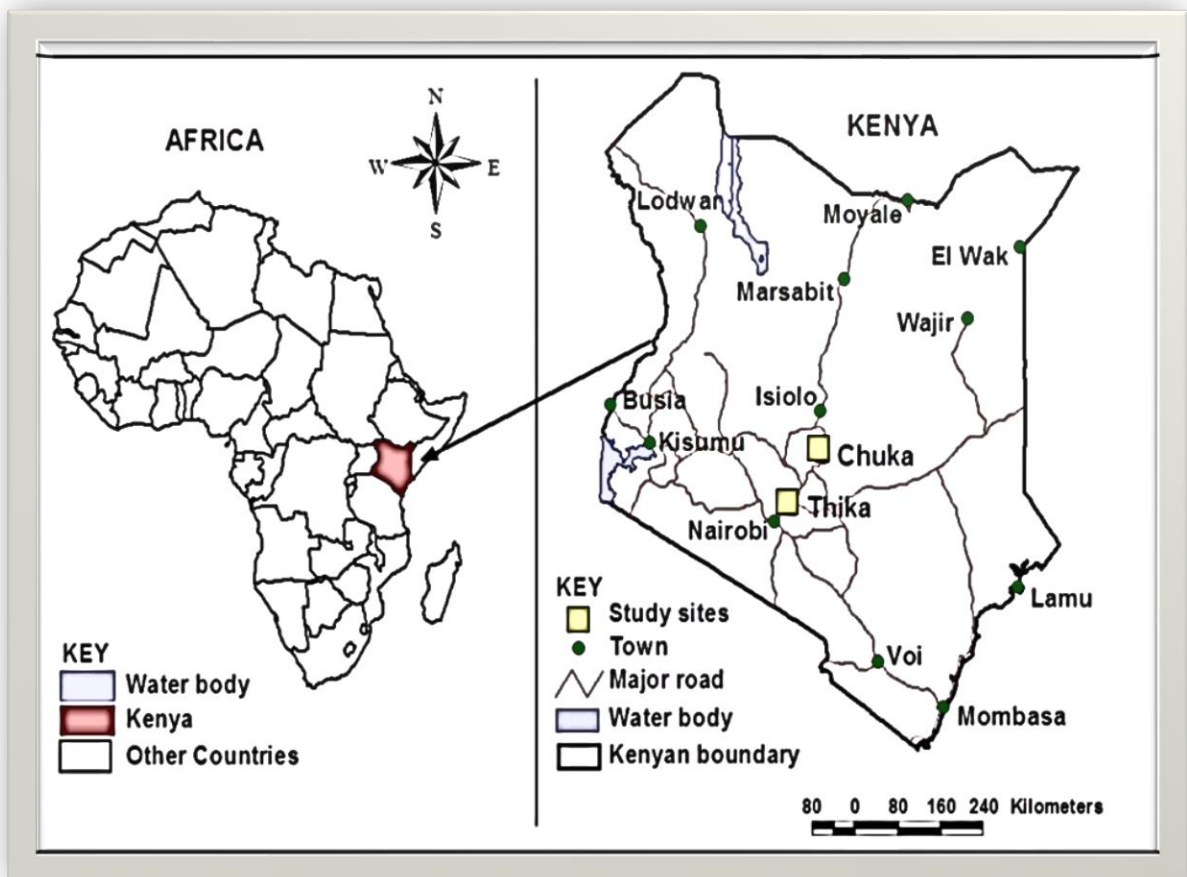 AFRICA
N
W
E
S
KEY
Water body
Kenya
Other Countries
KENYA
Lodwar
Moyale
El Wak
Marsabit
Wajir
Isiolo
Busia
Kisumu
Chuka
Thika
Nairobi
Lamu
Voi
Mombasa
KEY
Study sites
Town
Major road
Water body
Kenyan boundary
80 0 80 160 240 Kilometers